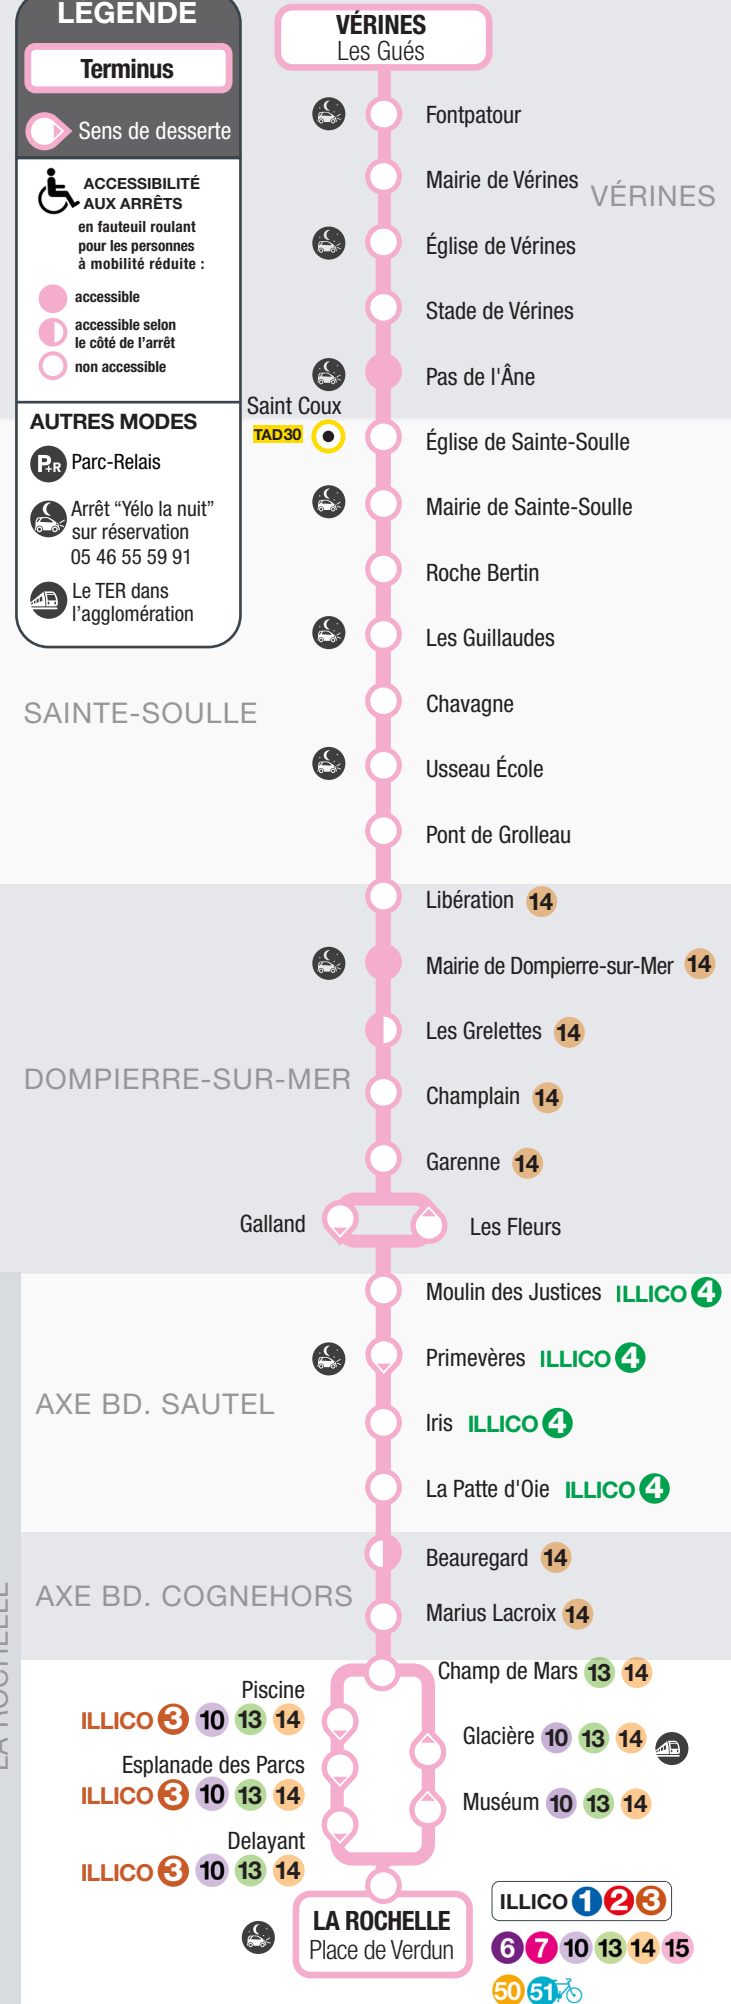 LÉGENDE
Terminus
Sens de desserte
ACCESSIBILITÉ
AUX ARRÊTS
en fauteuil roulant
pour les personnes
à mobilité réduite :
accessible
accessible selon
le côté de l'arrêt
non accessible
AUTRES MODES
P+R Parc-Relais
Arrêt “Yélo la nuit”
sur réservation
05 46 55 59 91
Le TER dans
l'agglomération
VÉRINES
Les Gués
Fontpatour
Mairie de Vérines
VÉRINES
Église de Vérines
Stade de Vérines
Pas de l'Âne
Saint Coux
TAD30
Église de Sainte-Soulle
Mairie de Sainte-Soulle
Roche Bertin
Les Guillaudes
Chavagne
SAINTE-SOULLE
Usseau École
Pont de Grolleau
Libération 14
Mairie de Dompierre-sur-Mer 14
Les Grelettes 14
DOMPIERRE-SUR-MER
Champlain 14
Garenne 14
Galland
Les Fleurs
Moulin des Justices ILLICO 4
Primevères ILLICO 4
AXE BD. SAUTEL
Iris ILLICO 4
La Patte d'Oie ILLICO 4
Beauregard 14
AXE BD. COGNEHORS
Marius Lacroix 14
LA ROCHELLE
Champ de Mars 13 14
Piscine
ILLICO 3 10 13 14
Glacière 10 13 14
Esplanade des Parcs
ILLICO 3 10 13 14
Muséum 10 13 14
Delayant
ILLICO 3 10 13 14
LA ROCHELLE
Place de Verdun
ILLICO 1 2 3
6 7 10 13 14 15
50 51